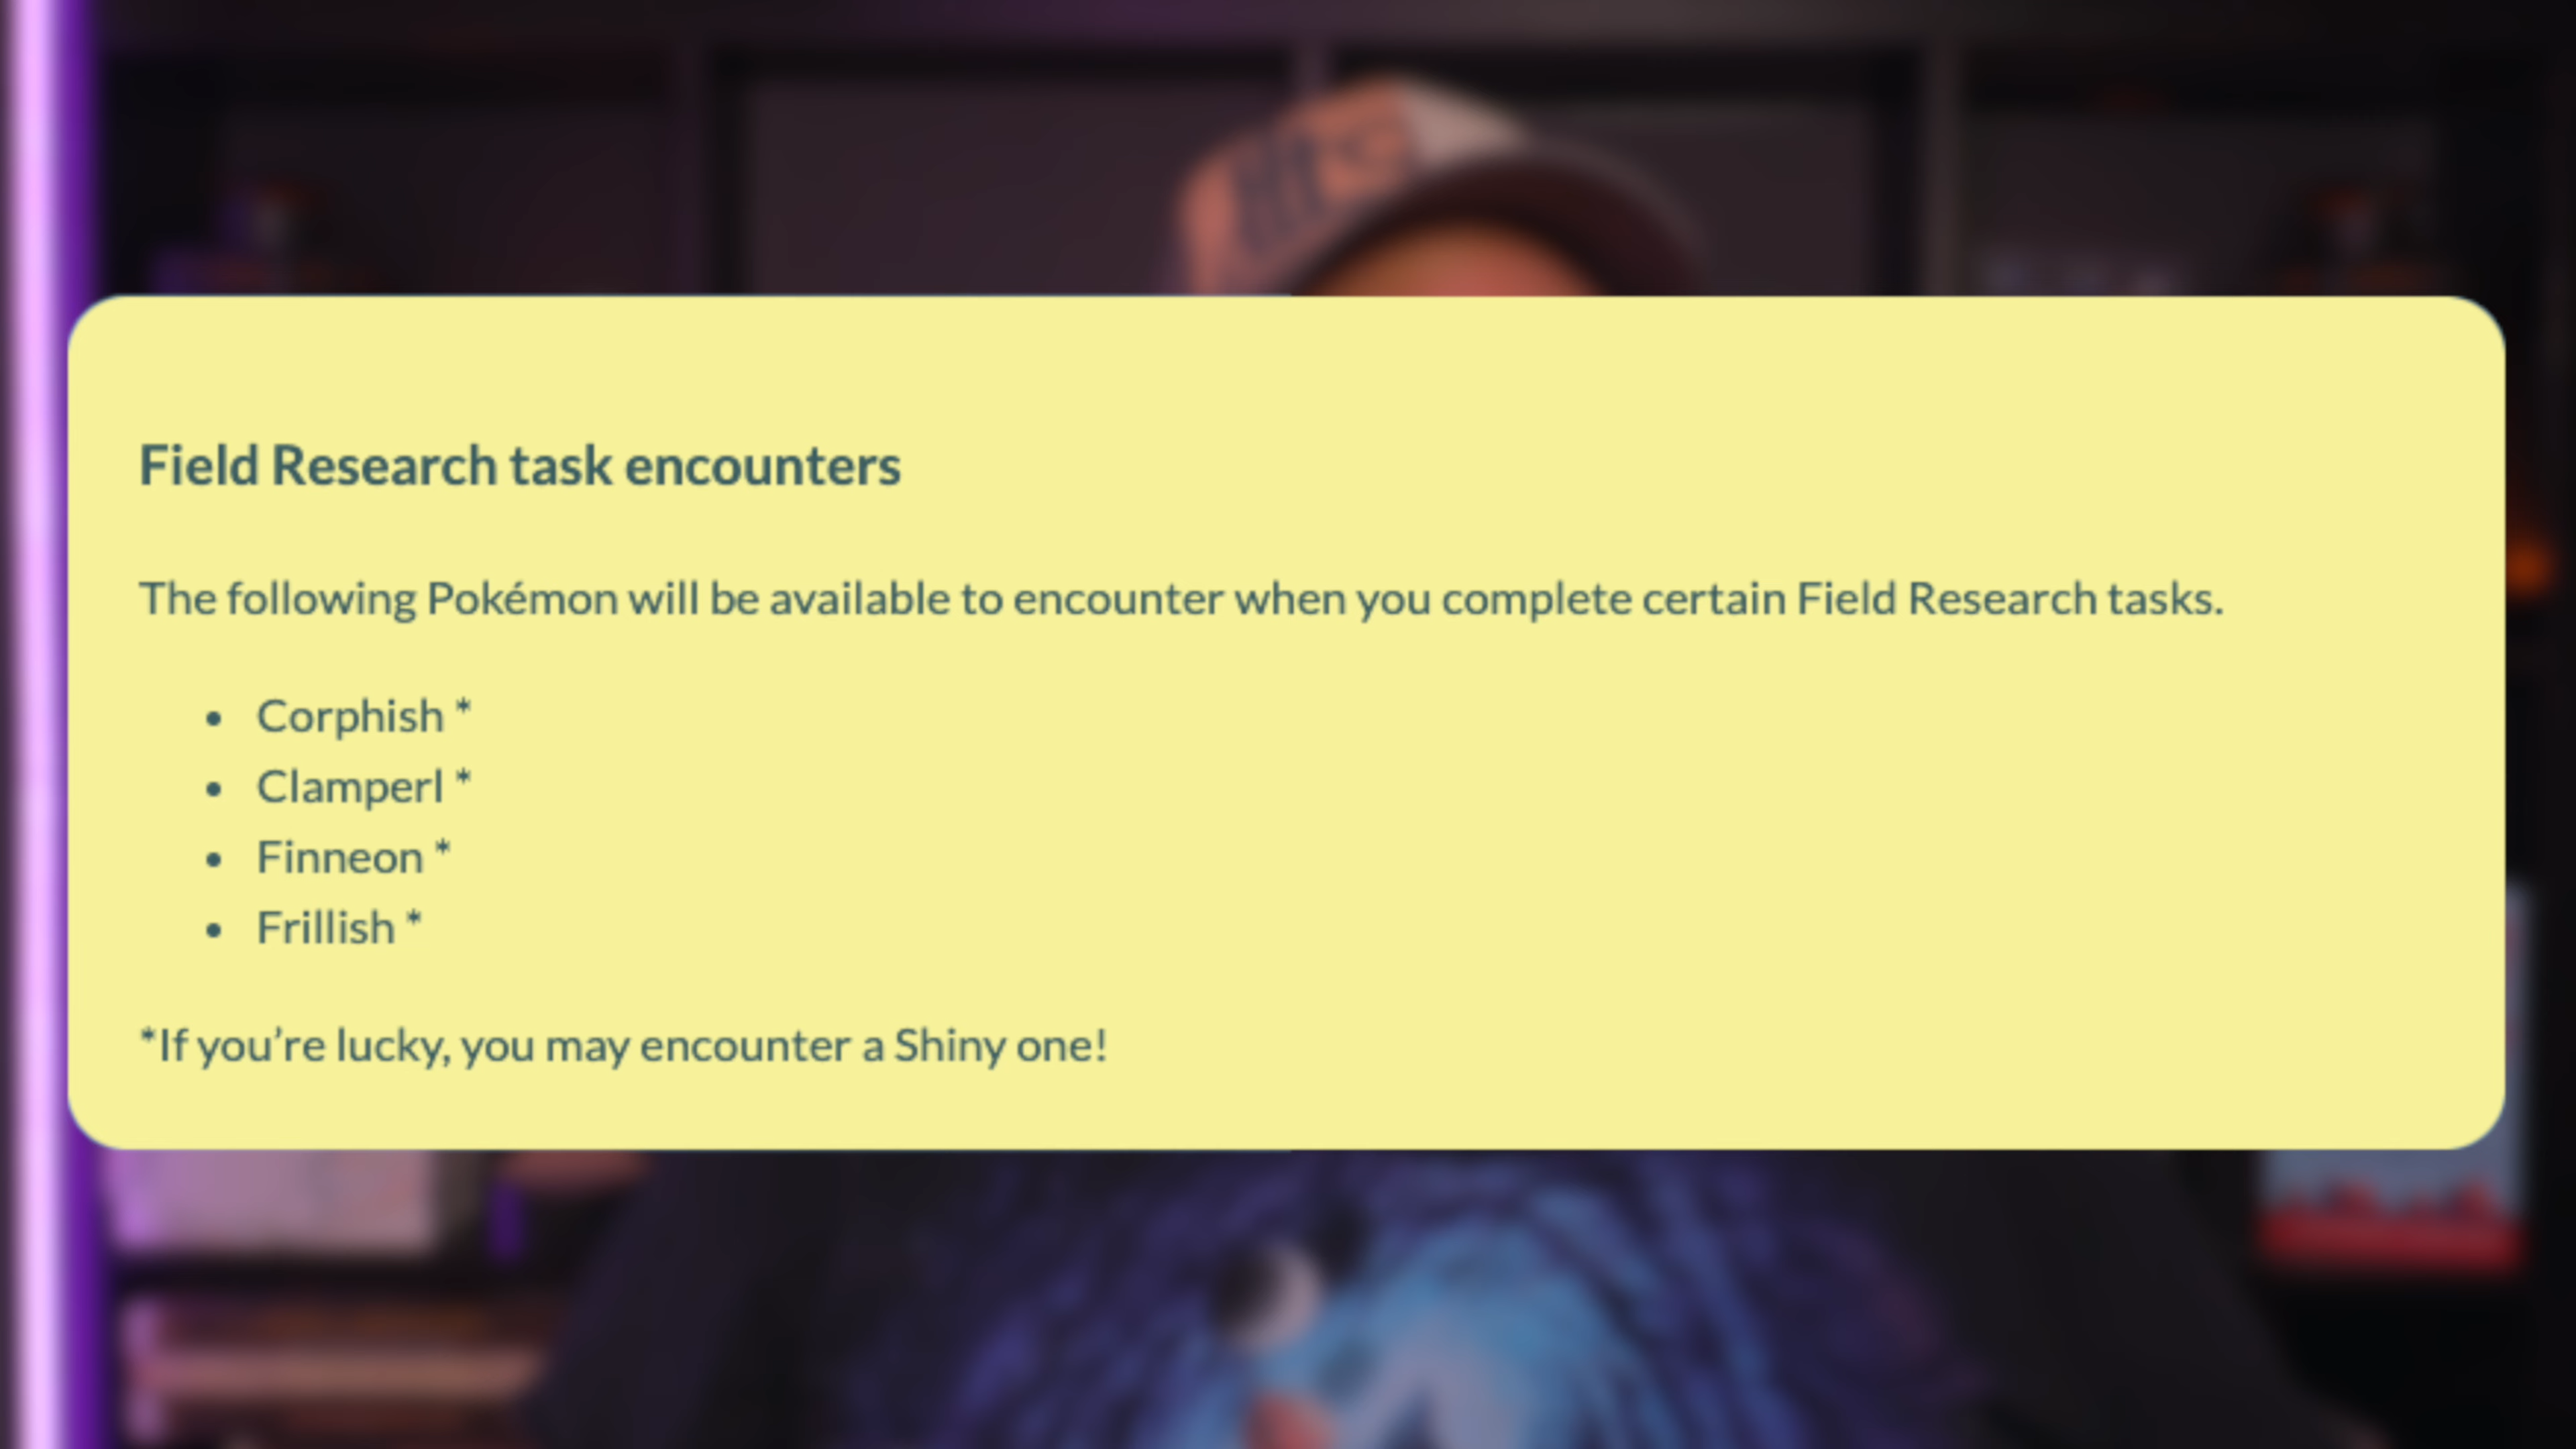 Field Research task encounters
The following Pokémon will be available to encounter when you complete certain Field Research tasks.
• Corphish *
• Clamperl *
• Finneon *
• Frillish *
*If you’re lucky, you may encounter a Shiny one!